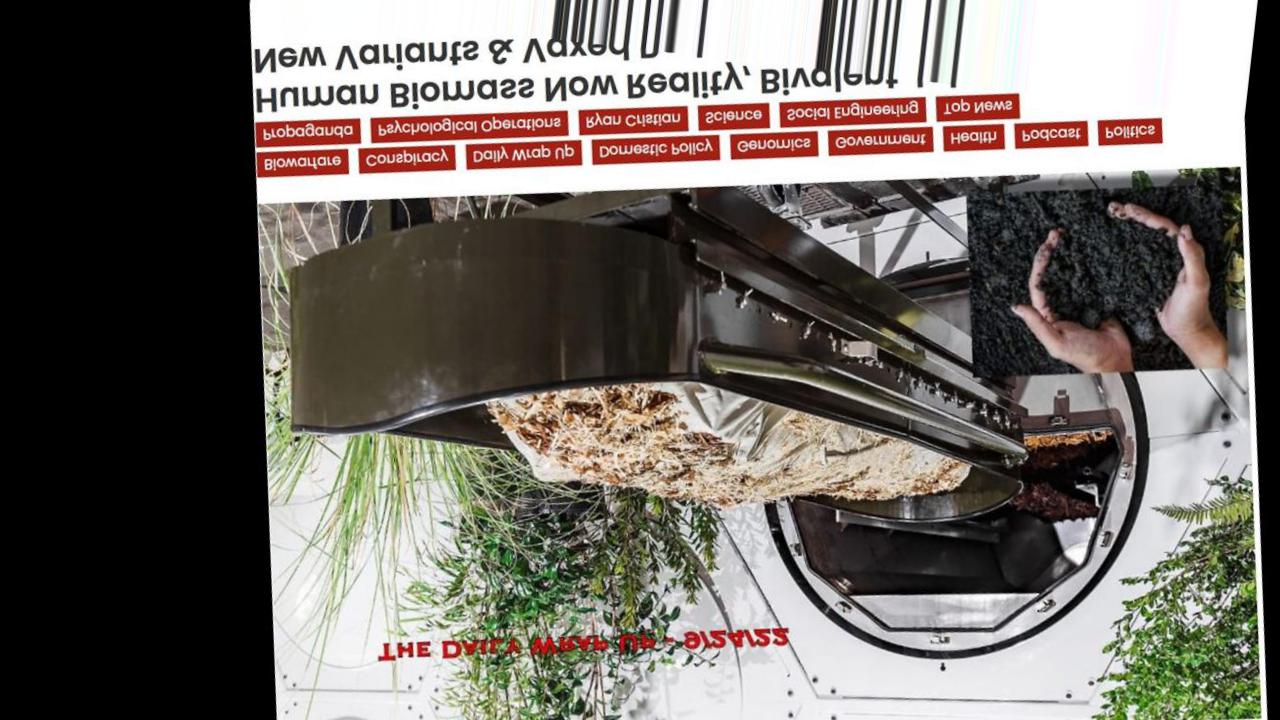 THE DAILY WRAP UP - 9/24/22
Biowarfare Conspiracy Daily Wrap Up Domestic Policy Genomics Government Health Podcast Politics
Propaganda Psychological Operations Ryan Cristian Science Social Engineering Top News
Human Biomass Now Reality, Bivalent
New Variants & Vaxed